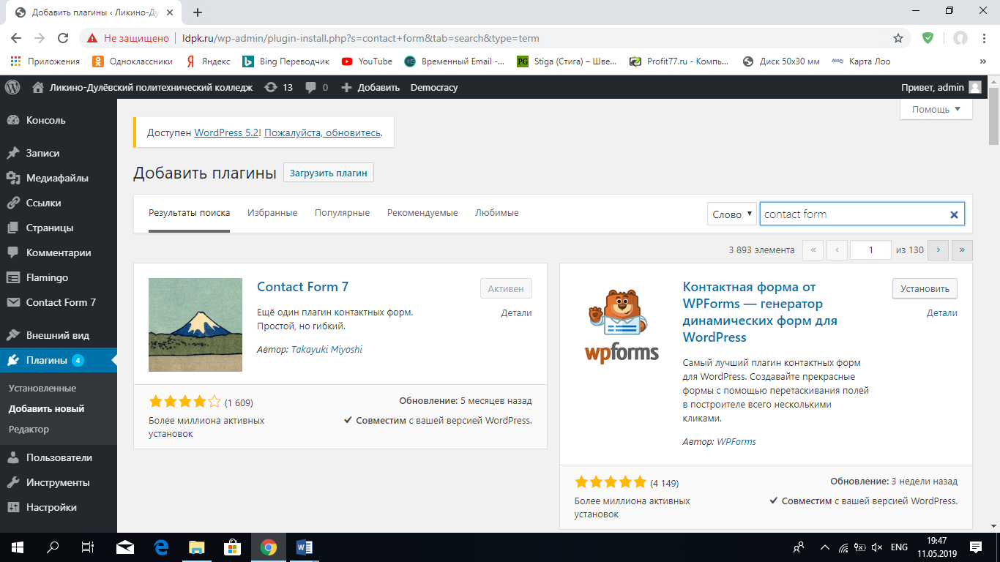 Добавить плагины ‹ Ликино-Ду
Не защищено
ldpk.ru/wp-admin/plugin-install.php?s=contact+form&tab=search&type=term
Приложения
Одноклассники
Яндекс
Bing Переводчик
YouTube
Временный Email -...
PG Stiga (Стига) – Шве...
Profit77.ru - Компь...
Диск 50x30 мм
Карта Лоо
»
Ликино-Дулёвский политехнический колледж
13
0
Добавить
Democracy
Привет, admin
Помощь
Консоль
Записи
Медиафайлы
Ссылки
Страницы
Комментарии
Flamingo
Contact Form 7
Внешний вид
Плагины 4
Установленные
Добавить новый
Редактор
Пользователи
Инструменты
Настройки
Доступен WordPress 5.2! Пожалуйста, обновитесь.
Добавить плагины
Загрузить плагин
Результаты поиска
Избранные
Популярные
Рекомендуемые
Любимые
Слово
contact form
3 893 элемента « ‹ 1 из 130 › »
Contact Form 7
Активен
Детали
Ещё один плагин контактных форм.
Простой, но гибкий.
Автор: Takayuki Miyoshi
(1 609)
Более миллиона активных
установок
Обновление: 5 месяцев назад
Совместим с вашей версией WordPress.
wpforms
Контактная форма от
WPForms — генератор
динамических форм для
WordPress
Установить
Детали
Самый лучший плагин контактных форм
для WordPress. Создавайте прекрасные
формы с помощью перетаскивания полей
в построителе всего несколькими
кликами.
Автор: WPForms
(4 149)
Более миллиона активных
установок
Обновление: 3 недели назад
Совместим с вашей версией WordPress.
ENG
19:47
11.05.2019